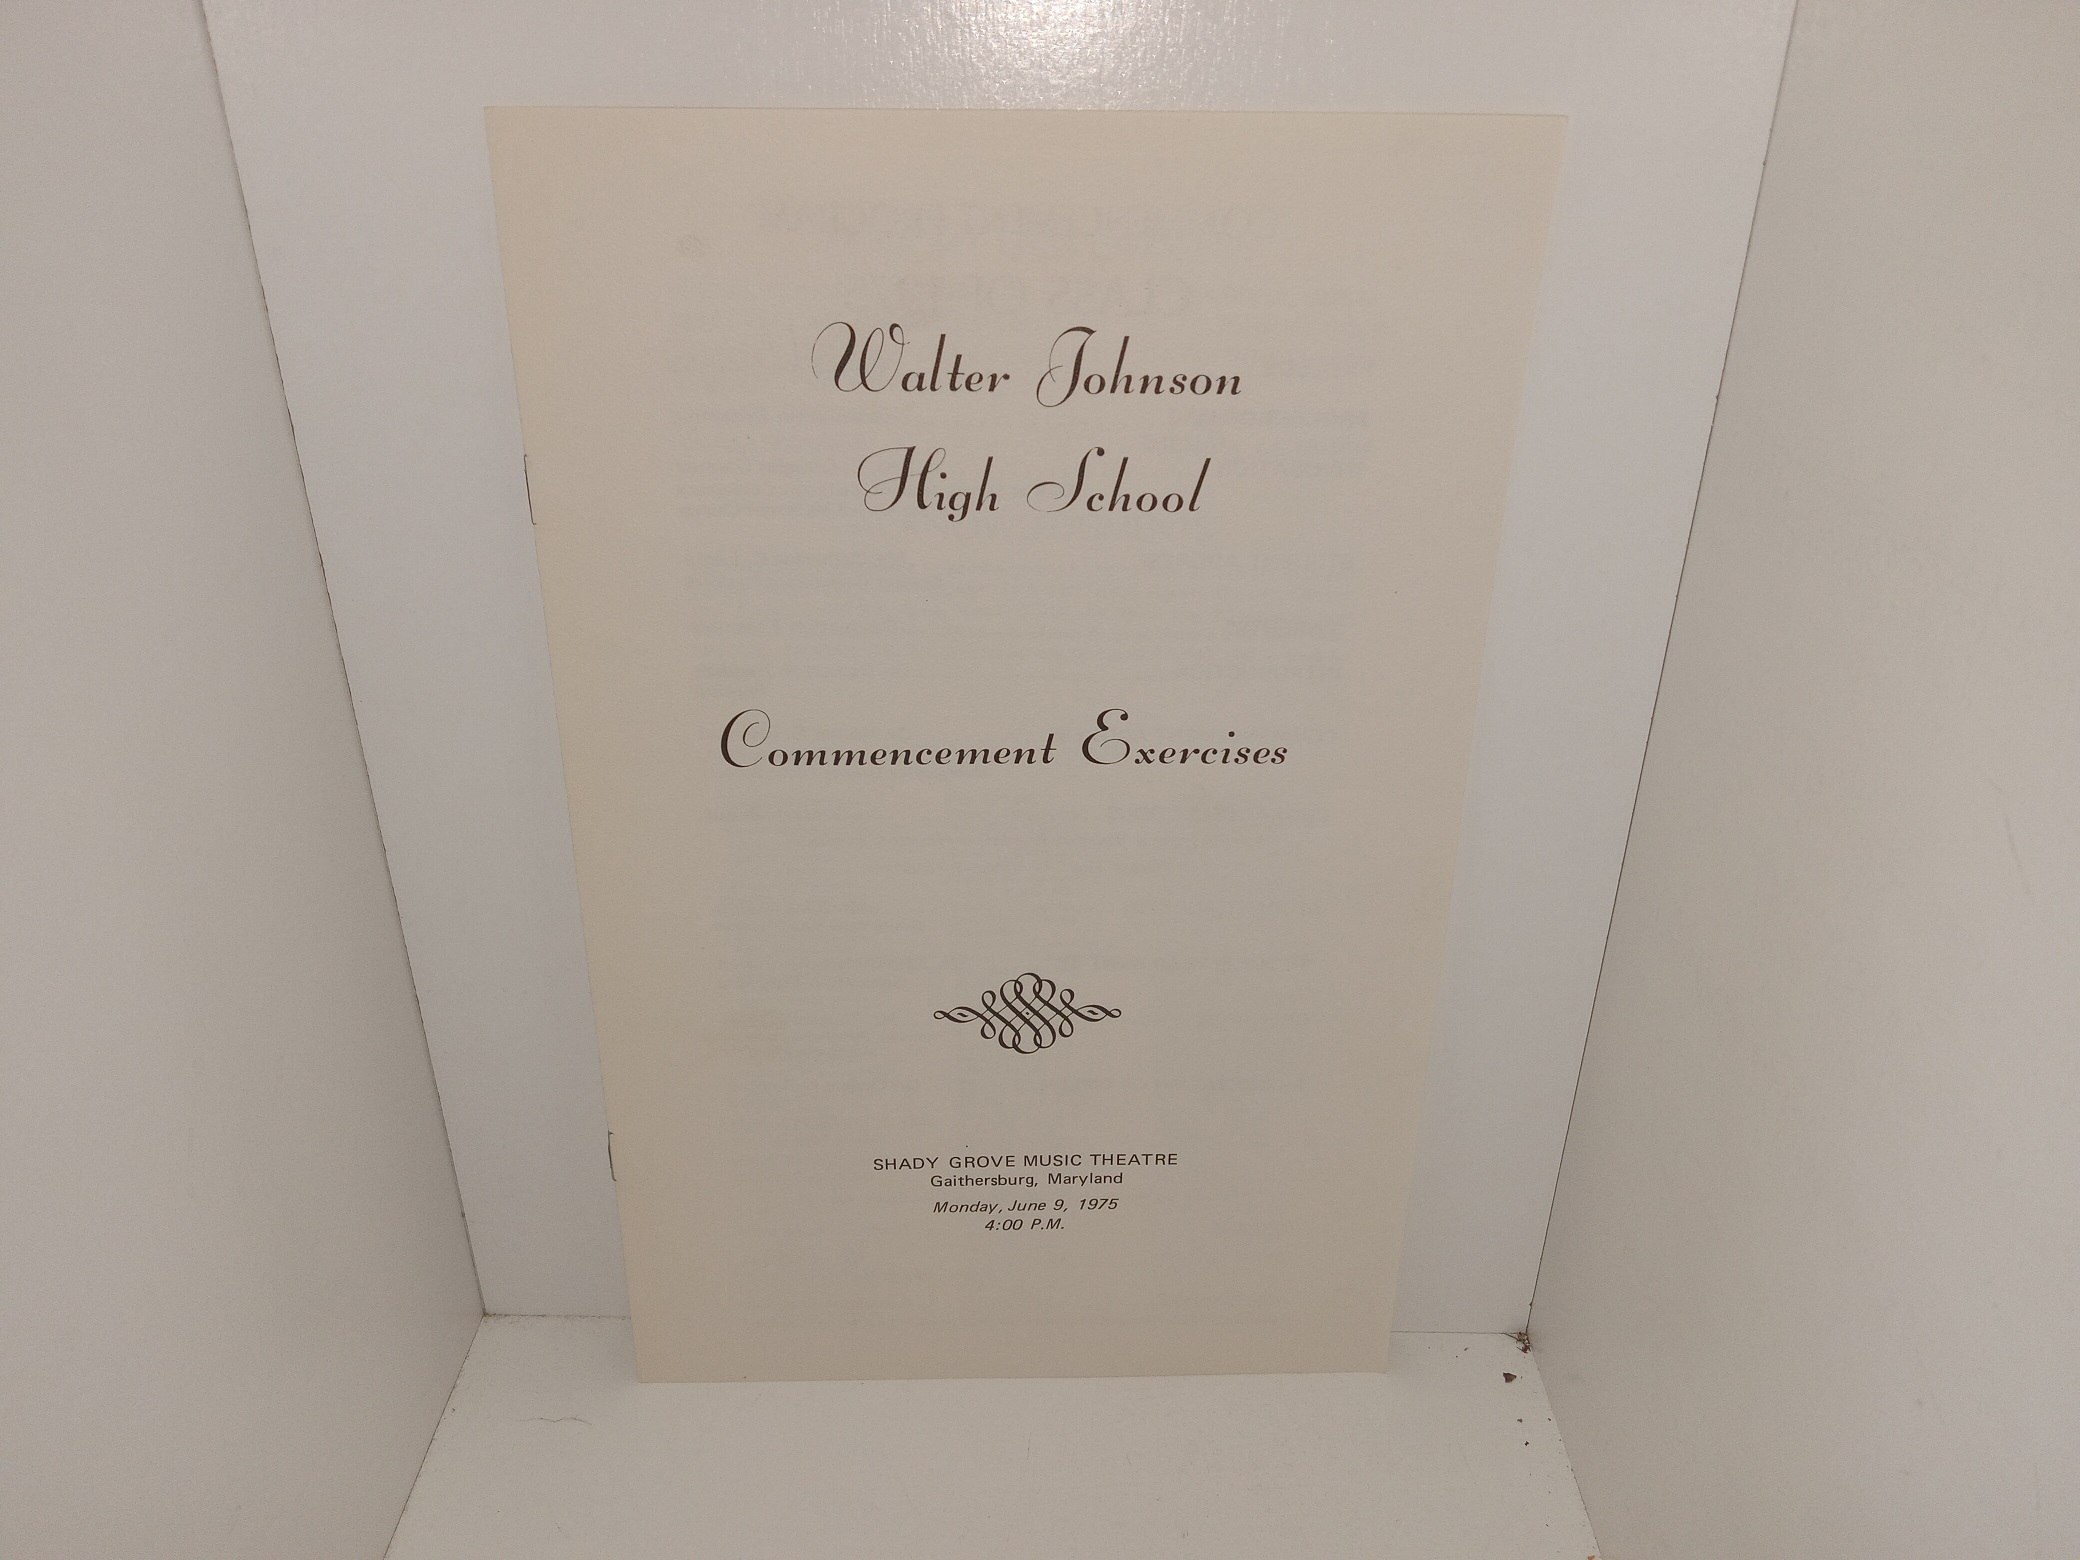 Walter Johnson
High School
Commencement Exercises
SHADY GROVE MUSIC THEATRE
Gaithersburg, Maryland
Monday, June 9, 1975
4:00 P.M.